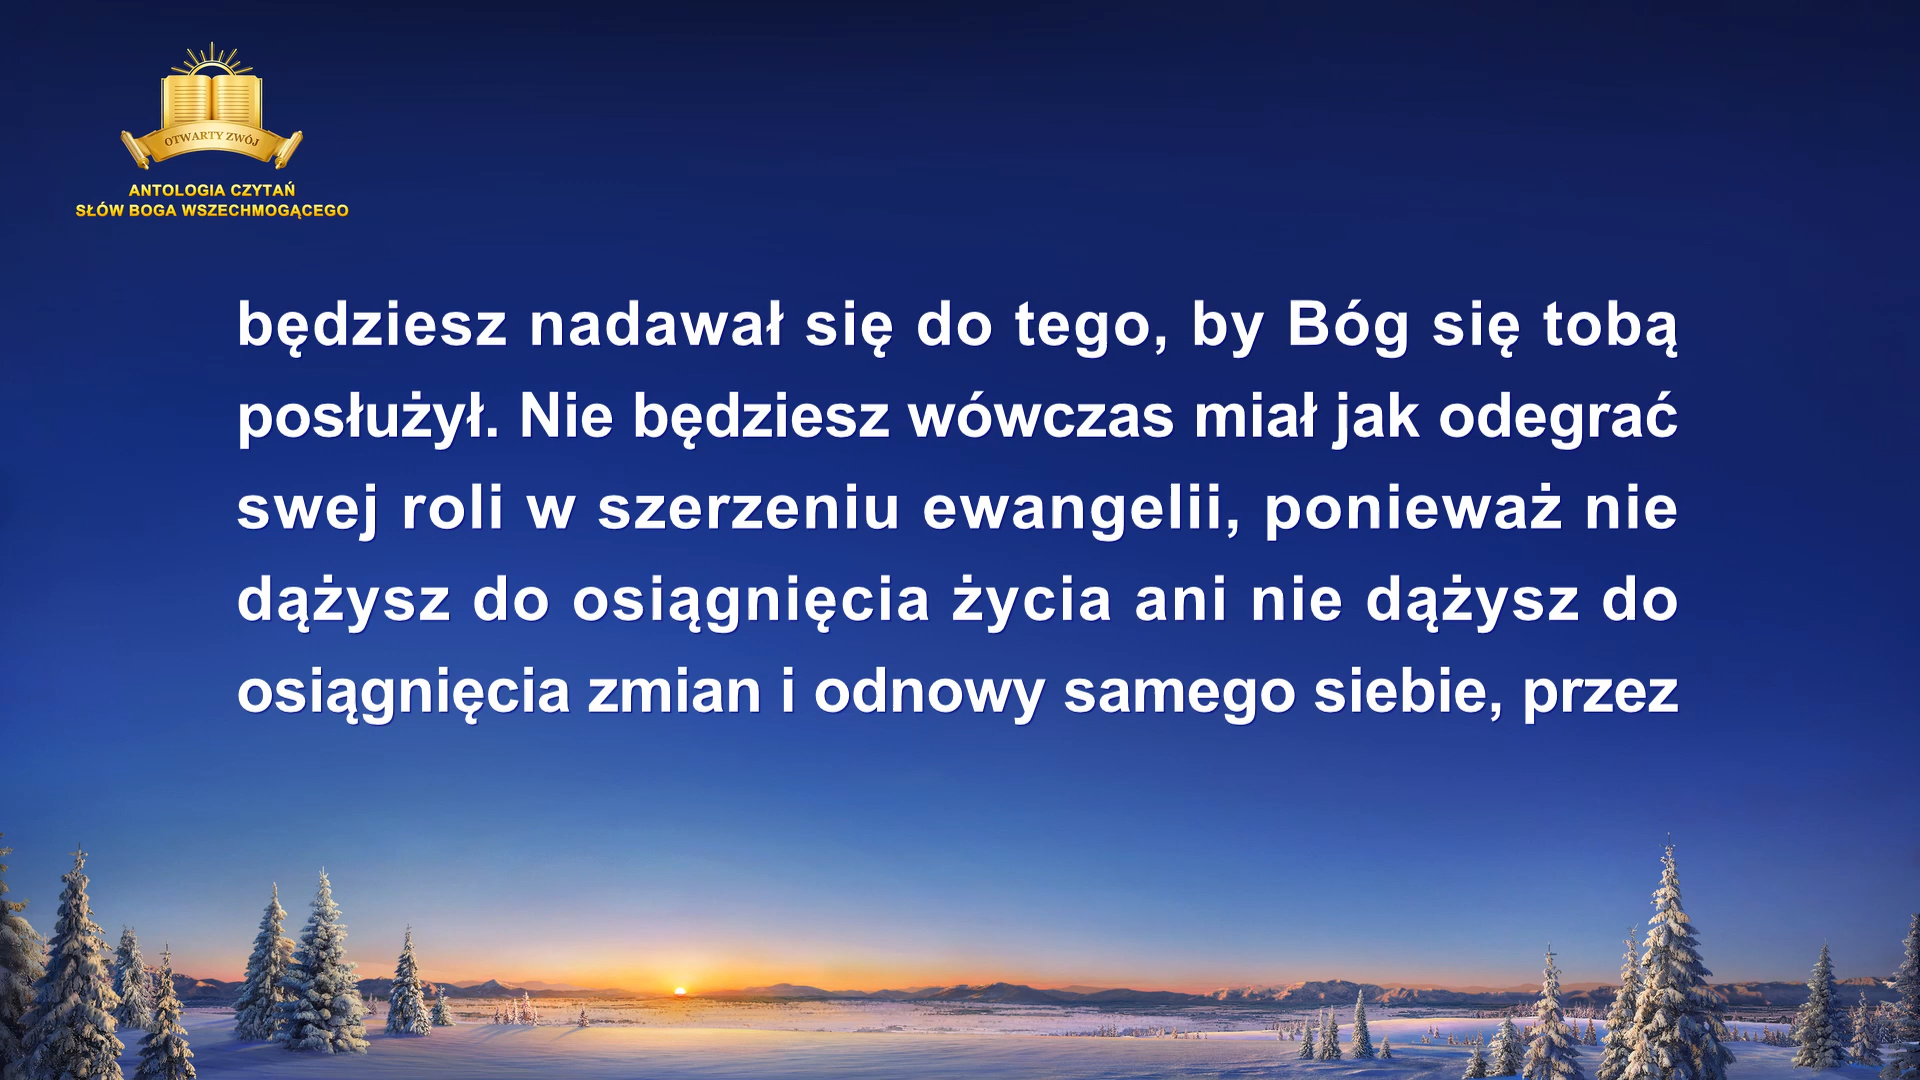 OTWARTY ZWÓJ
ANTOLOGIA CZYTAŃ
SŁÓW BOGA WSZECHMOGĄCEGO
będziesz nadawał się do tego, by Bóg się tobą
posłużył. Nie będziesz wówczas miał jak odegrać
swej roli w szerzeniu ewangelii, ponieważ nie
dążysz do osiągnięcia życia ani nie dążysz do
osiągnięcia zmian i odnowy samego siebie, przez